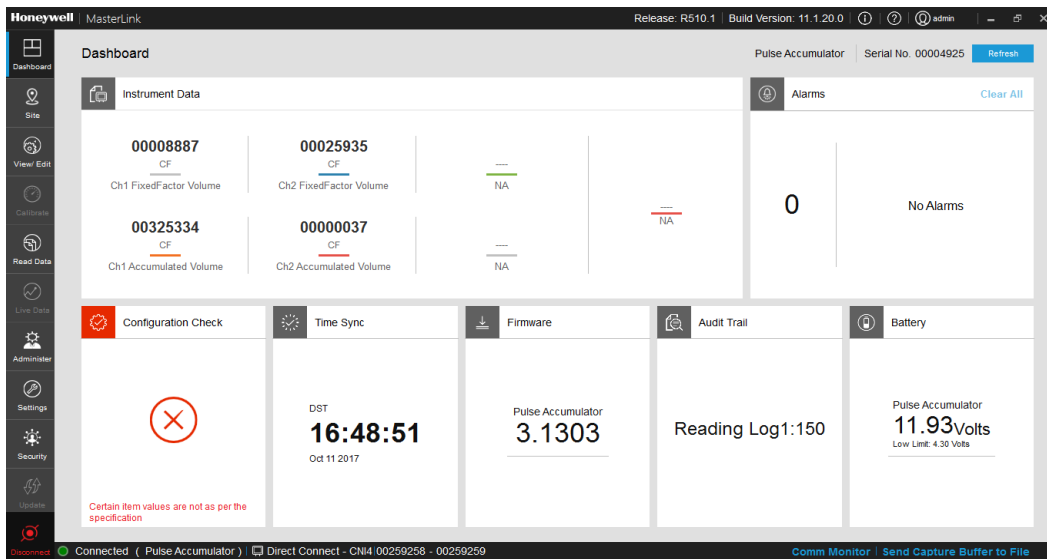 Honeywell | MasterLink
Release: R510.1 | Build Version: 11.1.20.0 | admin
Dashboard
Site
View/ Edit
Calibrate
Read Data
Live Data
Administer
Settings
Security
Update
Disconnect
Dashboard
Pulse Accumulator | Serial No. 00004925
Refresh
Instrument Data
00008887
CF
Ch1 FixedFactor Volume
00025935
CF
Ch2 FixedFactor Volume
----
NA
00325334
CF
Ch1 Accumulated Volume
00000037
CF
Ch2 Accumulated Volume
----
NA
----
NA
Alarms
Clear All
0
No Alarms
Configuration Check
Certain item values are not as per the
specification
Time Sync
DST
16:48:51
Oct 11 2017
Firmware
Pulse Accumulator
3.1303
Audit Trail
Reading Log1:150
Battery
Pulse Accumulator
11.93Volts
Low Limit: 4.30 Volts
Connected ( Pulse Accumulator ) | Direct Connect - CNI4|00259258 - 00259259
Comm Monitor | Send Capture Buffer to File